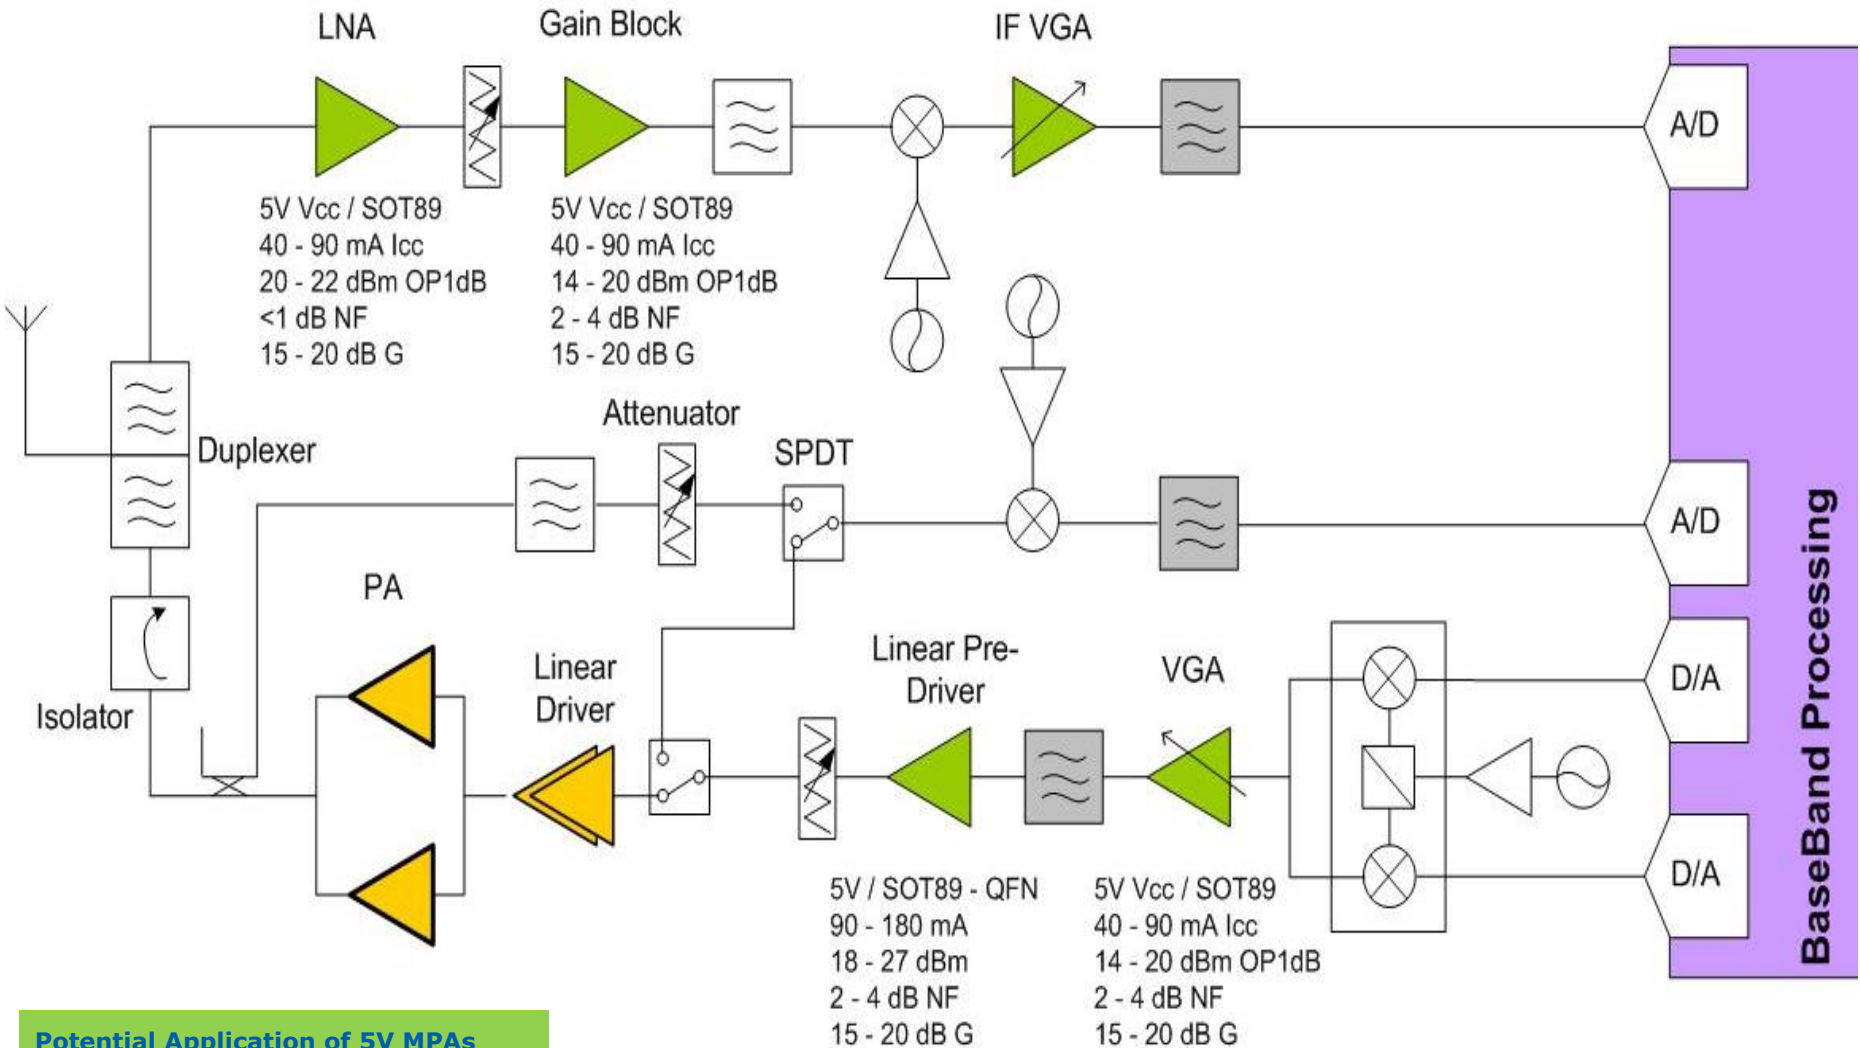 LNA
Gain Block
IF VGA
A/D
5V Vcc / SOT89
40 - 90 mA Icc
20 - 22 dBm OP1dB
<1 dB NF
15 - 20 dB G
5V Vcc / SOT89
40 - 90 mA Icc
14 - 20 dBm OP1dB
2 - 4 dB NF
15 - 20 dB G
Attenuator
SPDT
Duplexer
A/D
BaseBand Processing
PA
Linear
Driver
Linear Pre-
Driver
VGA
D/A
Isolator
D/A
5V / SOT89 - QFN
90 - 180 mA
18 - 27 dBm
2 - 4 dB NF
15 - 20 dB G
5V Vcc / SOT89
40 - 90 mA Icc
14 - 20 dBm OP1dB
2 - 4 dB NF
15 - 20 dB G
Potential Application of 5V MPAs